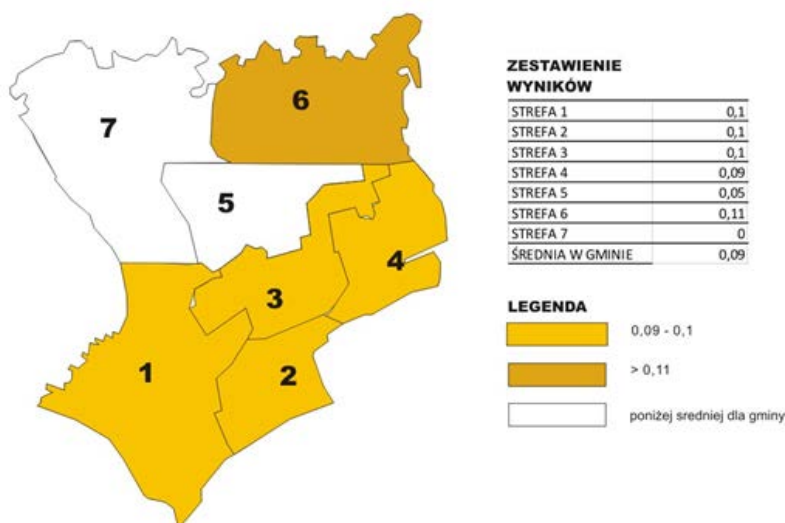 7
6
5
4
3
1
2
ZESTAWIENIE
WYNIKÓW
STREFA 1 0,1
STREFA 2 0,1
STREFA 3 0,1
STREFA 4 0,09
STREFA 5 0,05
STREFA 6 0,11
STREFA 7 0
ŚREDNIA W GMINIE 0,09
LEGENDA
0,09 - 0,1
> 0,11
poniżej sredniej dla gminy